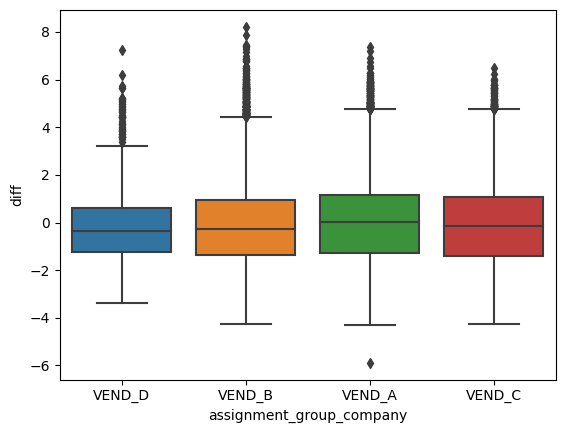 8
6
4
2
0
−2
−4
−6
diff
VEND_D VEND_B VEND_A VEND_C
assignment_group_company